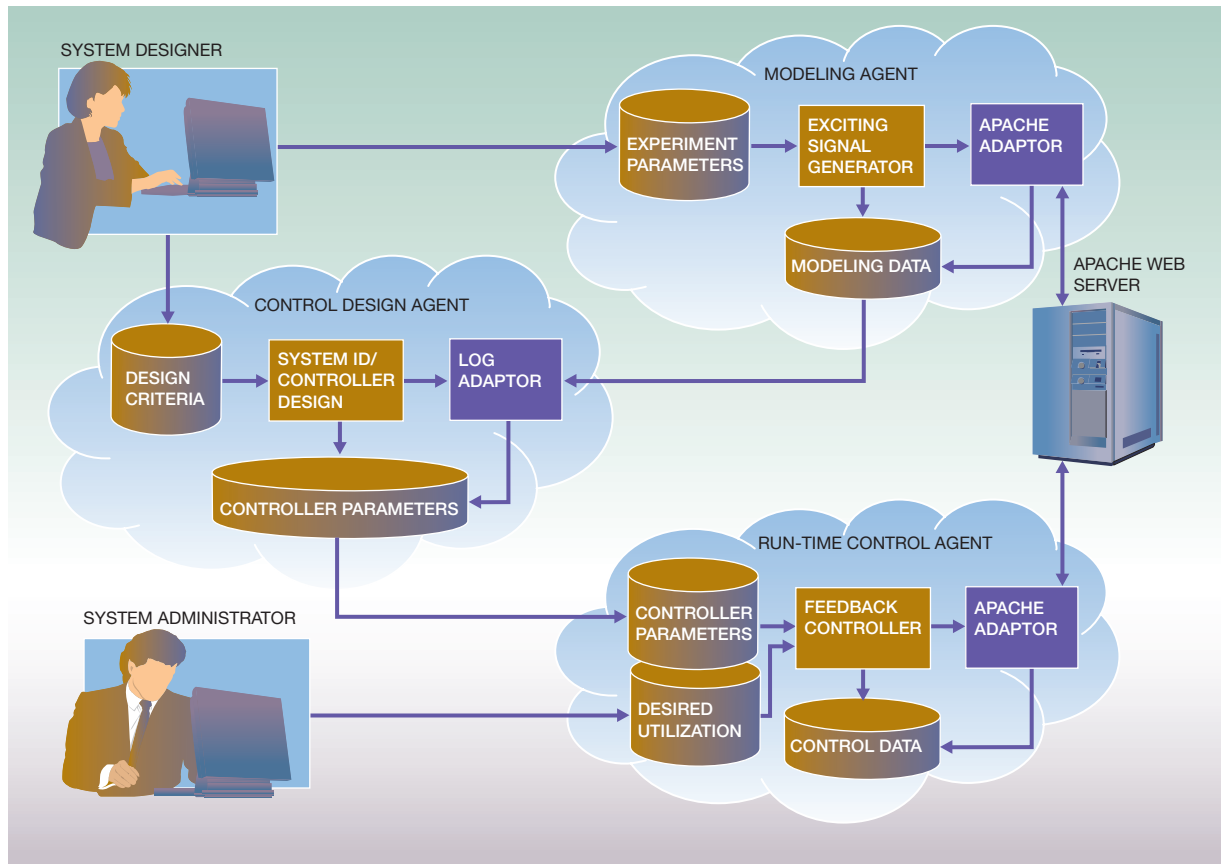 SYSTEM DESIGNER
MODELING AGENT
EXPERIMENT
PARAMETERS
EXCITING
SIGNAL
GENERATOR
APACHE
ADAPTOR
MODELING DATA
APACHE WEB
SERVER
CONTROL DESIGN AGENT
DESIGN
CRITERIA
SYSTEM ID/
CONTROLLER
DESIGN
LOG
ADAPTOR
CONTROLLER PARAMETERS
RUN-TIME CONTROL AGENT
CONTROLLER
PARAMETERS
FEEDBACK
CONTROLLER
APACHE
ADAPTOR
SYSTEM ADMINISTRATOR
DESIRED
UTILIZATION
CONTROL DATA